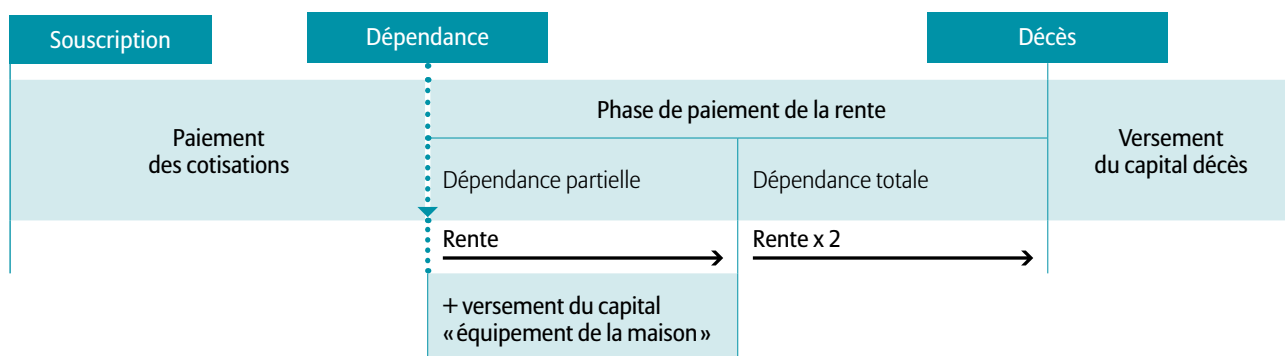 Souscription
Dépendance
Décès
Paiement
des cotisations
Phase de paiement de la rente
Dépendance partielle
Dépendance totale
Versement
du capital décès
Rente
Rente x 2
+ versement du capital
«équipement de la maison»